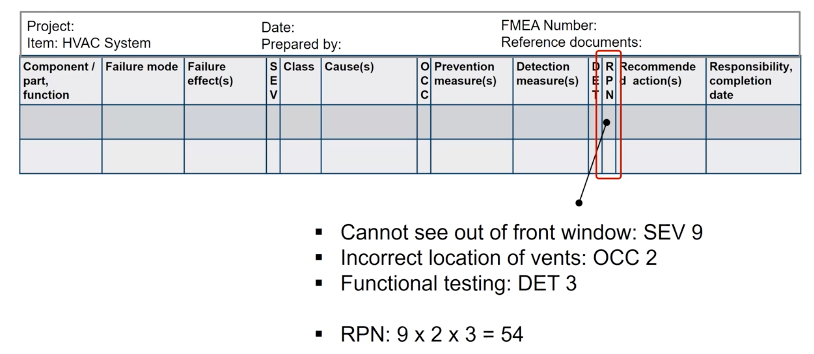 Project: Date: FMEA Number:
Item: HVAC System Prepared by: Reference documents:
Component / part, function Failure mode Failure effect(s) SEV Class Cause(s) OCC Prevention measure(s) Detection measure(s) DET RPN Recommende d action(s) Responsibility, completion date
▪ Cannot see out of front window: SEV 9
▪ Incorrect location of vents: OCC 2
▪ Functional testing: DET 3
▪ RPN: 9 x 2 x 3 = 54